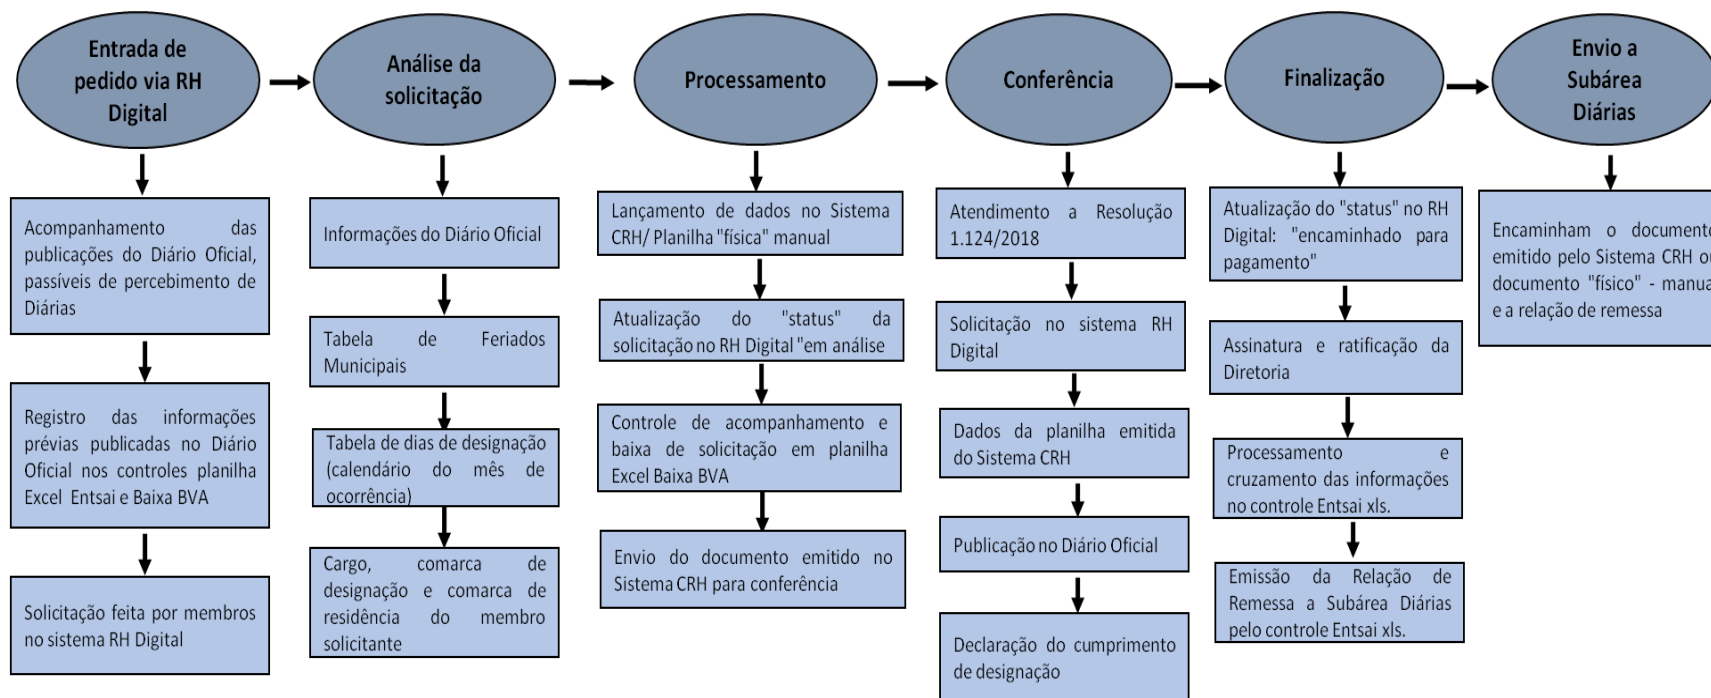 Entrada de
pedido via RH
Digital
Análise da
solicitação
Processamento
Conferência
Finalização
Envio a
Subárea
Diárias
Acompanhamento das
publicações do Diário Oficial,
passíveis de percebimento de
Diárias
Registro das informações
prévias publicadas no Diário
Oficial nos controles planilha
Excel Entsai e Baixa BVA
Solicitação feita por membros
no sistema RH Digital
Informações do Diário Oficial
Tabela de Feriados
Municipais
Tabela de dias de designação
(calendário do mês de
ocorrência)
Cargo, comarca de
designação e comarca de
residência do membro
solicitante
Lançamento de dados no Sistema
CRH/ Planilha "física" manual
Atualização do "status" da
solicitação no RH Digital "em análise
Controle de acompanhamento e
baixa de solicitação em planilha
Excel Baixa BVA
Envio do documento emitido no
Sistema CRH para conferência
Atendimento a Resolução
1.124/2018
Solicitação no sistema RH
Digital
Dados da planilha emitida
do Sistema CRH
Publicação no Diário Oficial
Declaração do cumprimento
de designação
Atualização do "status" no RH
Digital: "encaminhado para
pagamento"
Assinatura e ratificação da
Diretoria
Processamento e
cruzamento das informações
no controle Entsai xls.
Emissão da Relação de
Remessa a Subárea Diárias
pelo controle Entsai xls.
Encaminham o documento
emitido pelo Sistema CRH ou
documento "físico" - manual
e a relação de remessa